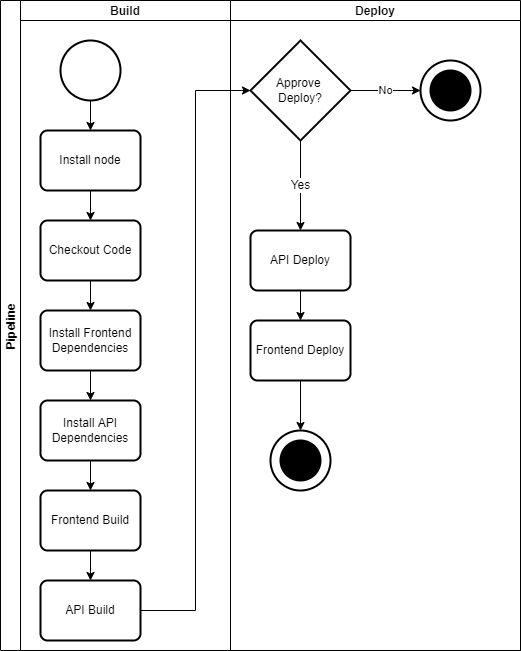 Build
Deploy
Pipeline
Install node
Checkout Code
Install Frontend
Dependencies
Install API
Dependencies
Frontend Build
API Build
Approve
Deploy?
No
Yes
API Deploy
Frontend Deploy